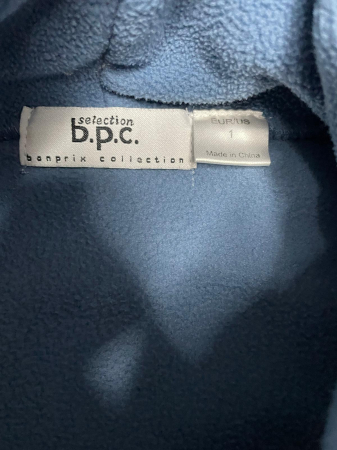 selection
b.p.c.
bonprix collection
EUR/US
1
Made in China